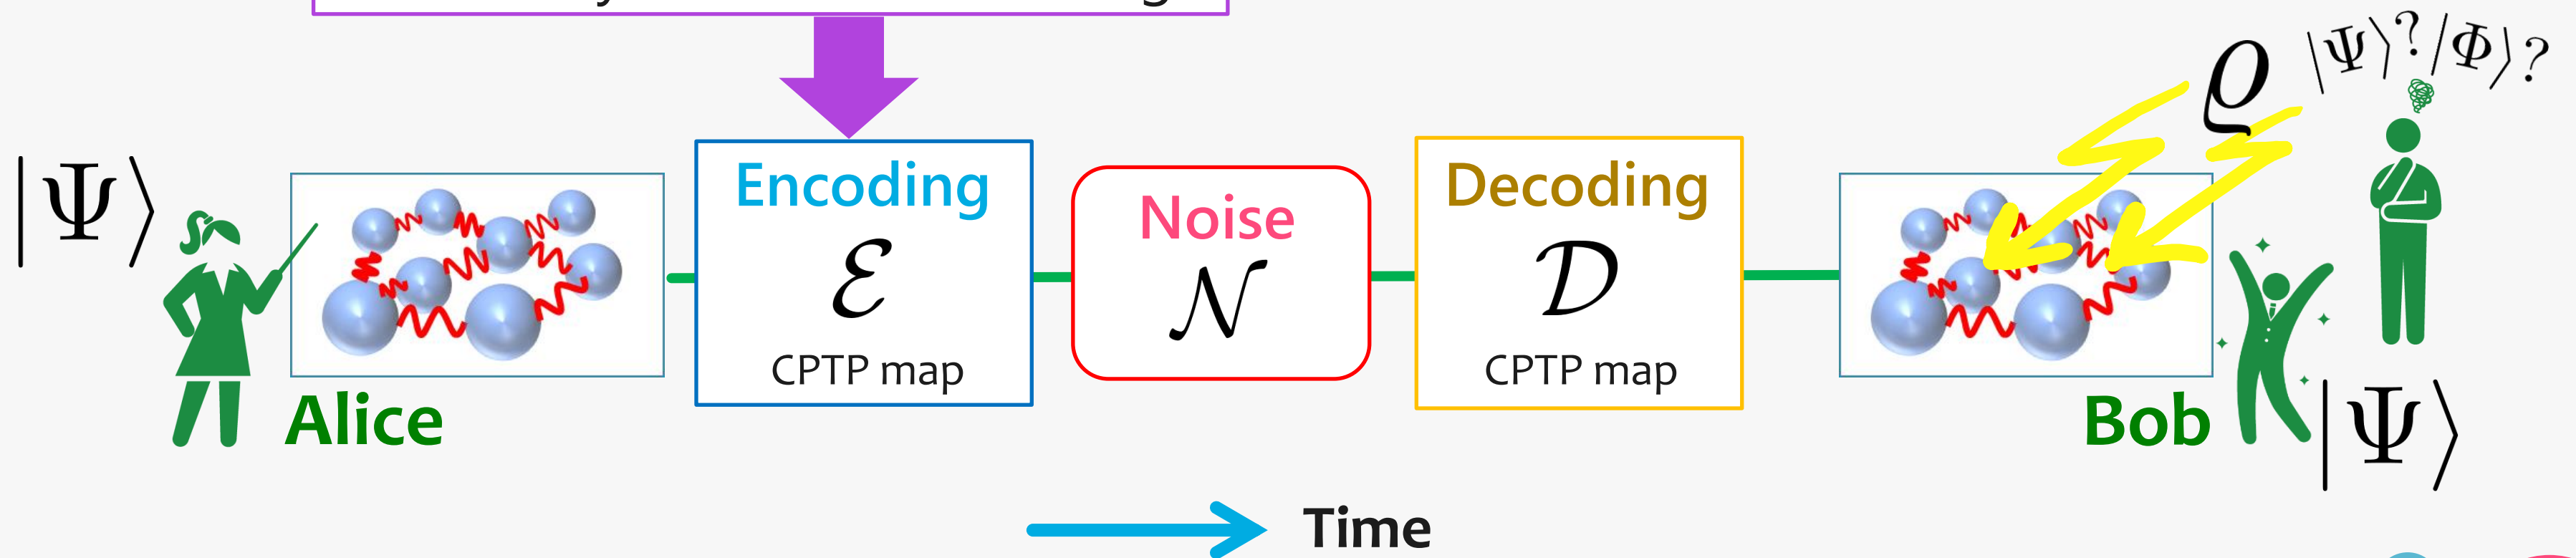 ϱ |Ψ⟩? |Φ⟩?
|Ψ⟩
Encoding
ℰ
CPTP map
Noise
𝒩
Decoding
𝒟
CPTP map
Alice
Bob
|Ψ⟩
Time